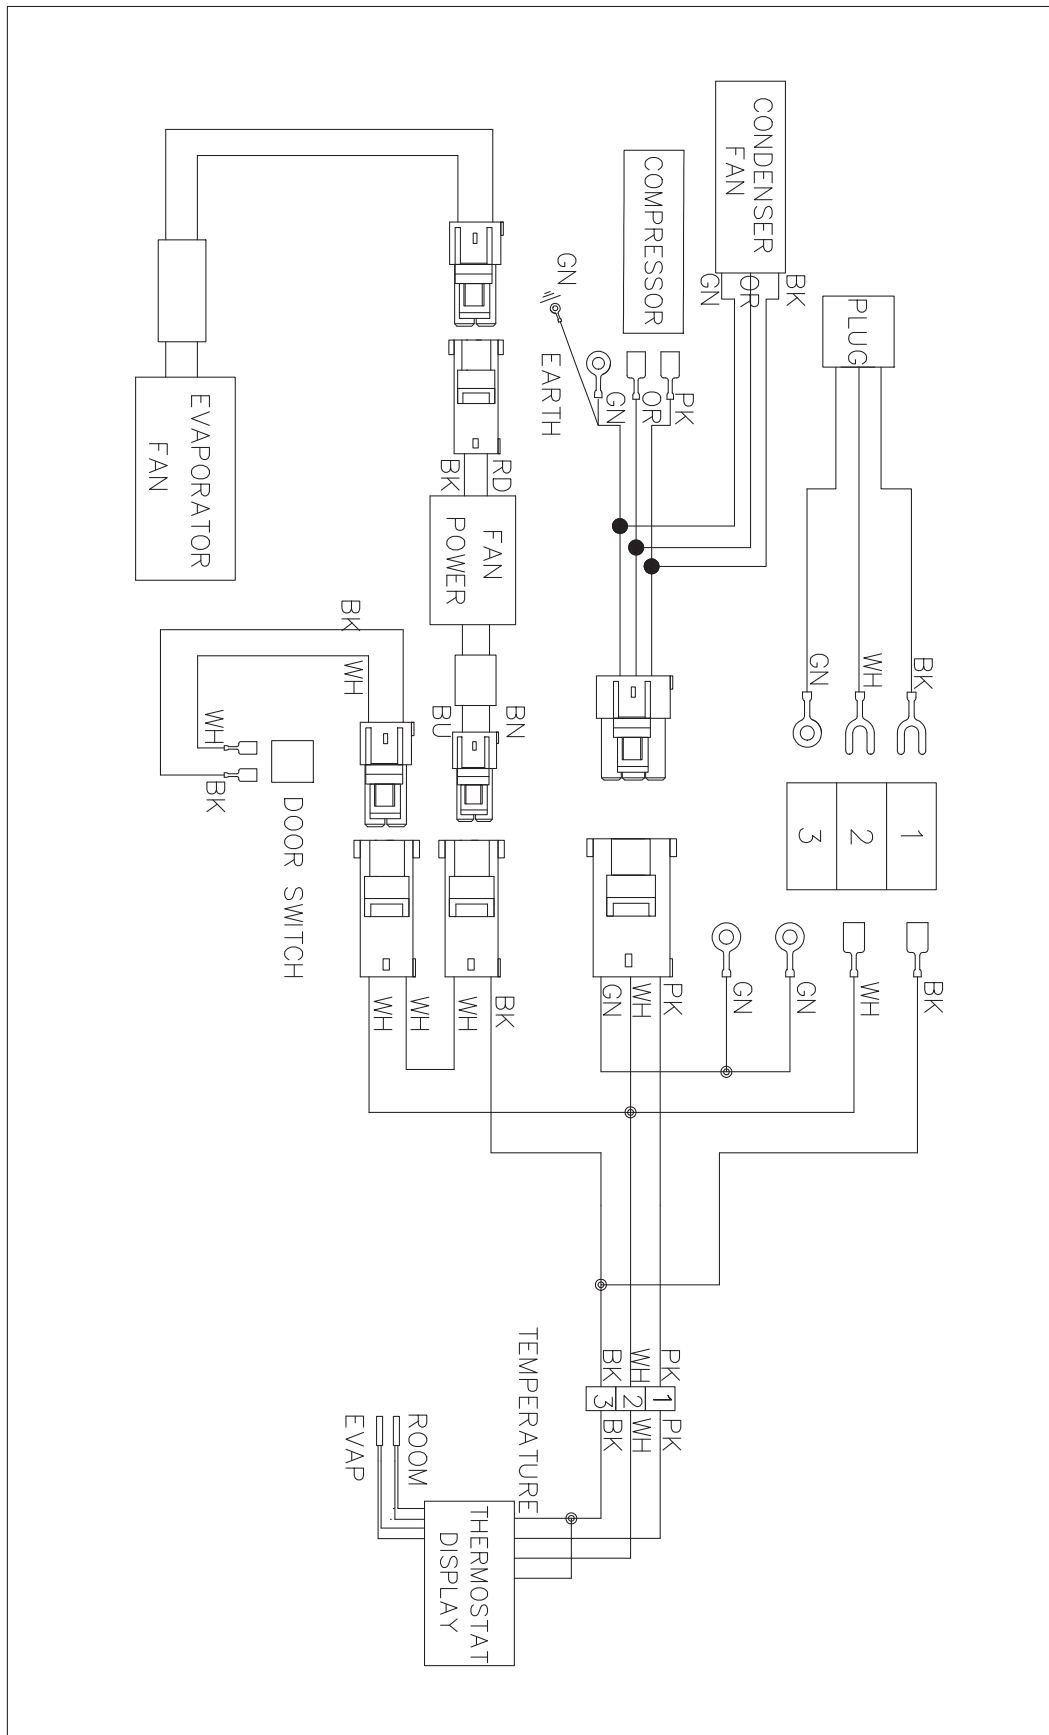 CONDENSER
FAN
BK
OR
GN
COMPRESSOR
PK
OR
GN
GN
EARTH
PLUG
BK
WH
GN
1
2
3
BK
WH
GN
GN
EVAPORATOR
FAN
RD
BK
FAN
POWER
BN
BU
BK
WH
WH
BK
DOOR SWITCH
PK
WH
GN
BK
WH
WH
WH
PK
WH
BK
1
2
3
PK
WH
BK
TEMPERATURE
ROOM
EVAP
THERMOSTAT
DISPLAY